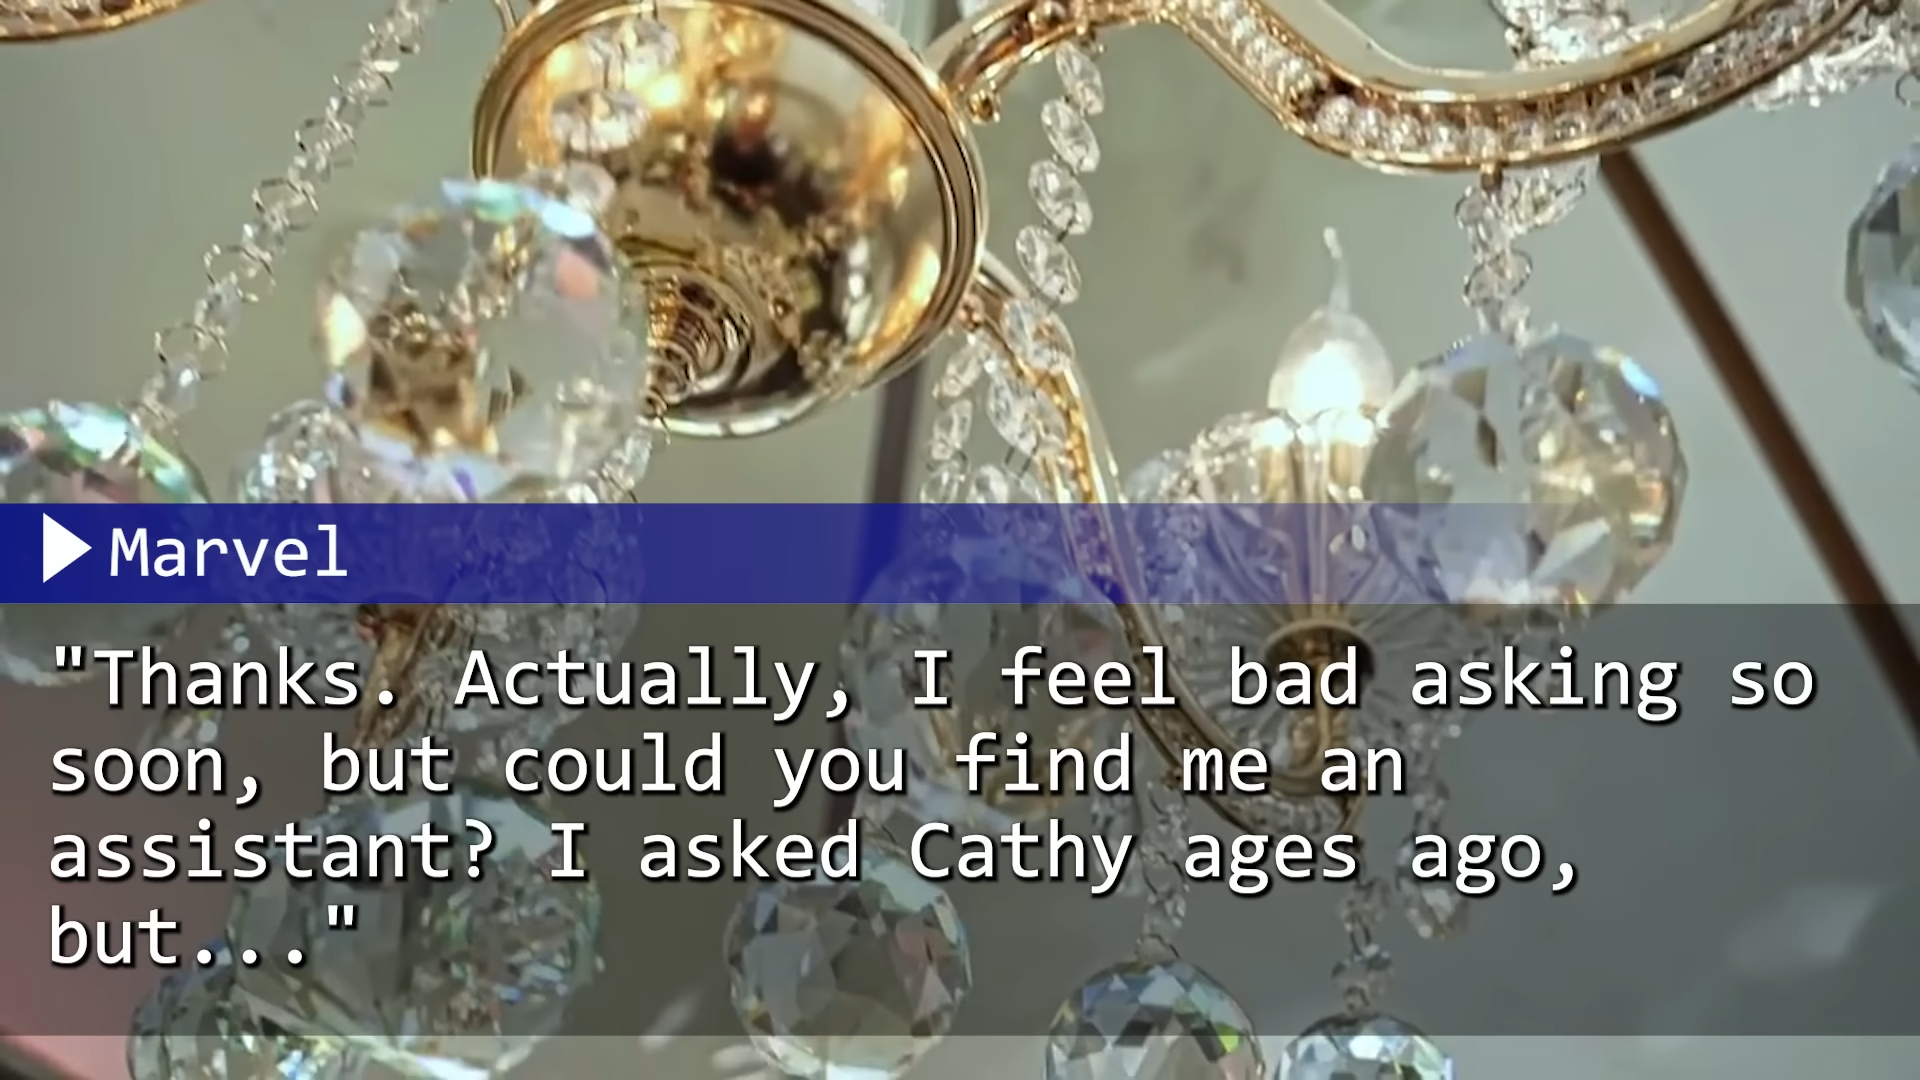 Marvel
"Thanks. Actually, I feel bad asking so
soon, but could you find me an
assistant? I asked Cathy ages ago,
but..."